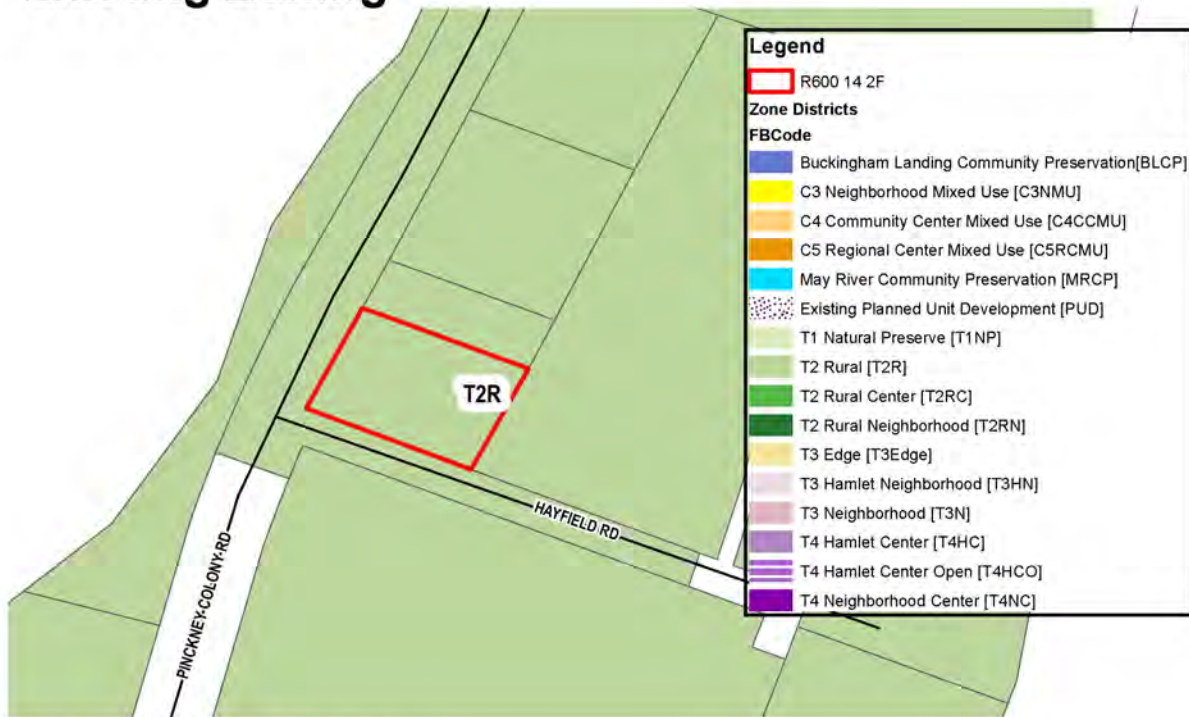 Legend
R600 14 2F
Zone Districts
FBCode
Buckingham Landing Community Preservation[BLCP]
C3 Neighborhood Mixed Use [C3NMU]
C4 Community Center Mixed Use [C4CCMU]
C5 Regional Center Mixed Use [C5RCMU]
May River Community Preservation [MRCP]
Existing Planned Unit Development [PUD]
T1 Natural Preserve [T1NP]
T2 Rural [T2R]
T2 Rural Center [T2RC]
T2 Rural Neighborhood [T2RN]
T3 Edge [T3Edge]
T3 Hamlet Neighborhood [T3HN]
T3 Neighborhood [T3N]
T4 Hamlet Center [T4HC]
T4 Hamlet Center Open [T4HCO]
T4 Neighborhood Center [T4NC]
T2R
HAYFIELD RD
PINCKNEY-COLONY-RD